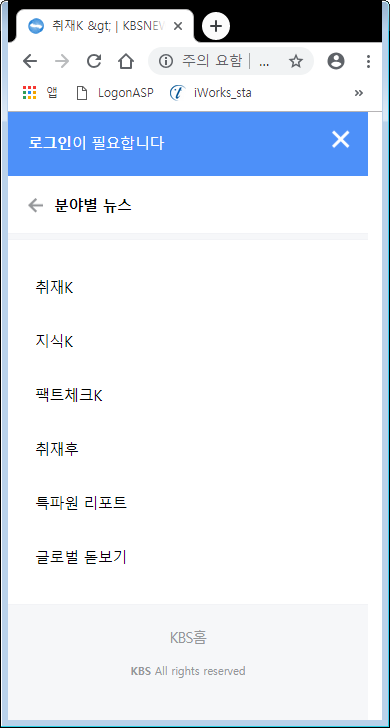 취재K &gt; | KBSNEV
주의 요함 | ...
앱 LogonASP iWorks_sta »
로그인이 필요합니다
분야별 뉴스
취재K
지식K
팩트체크K
취재후
특파원 리포트
글로벌 돋보기
KBS홈
KBS All rights reserved